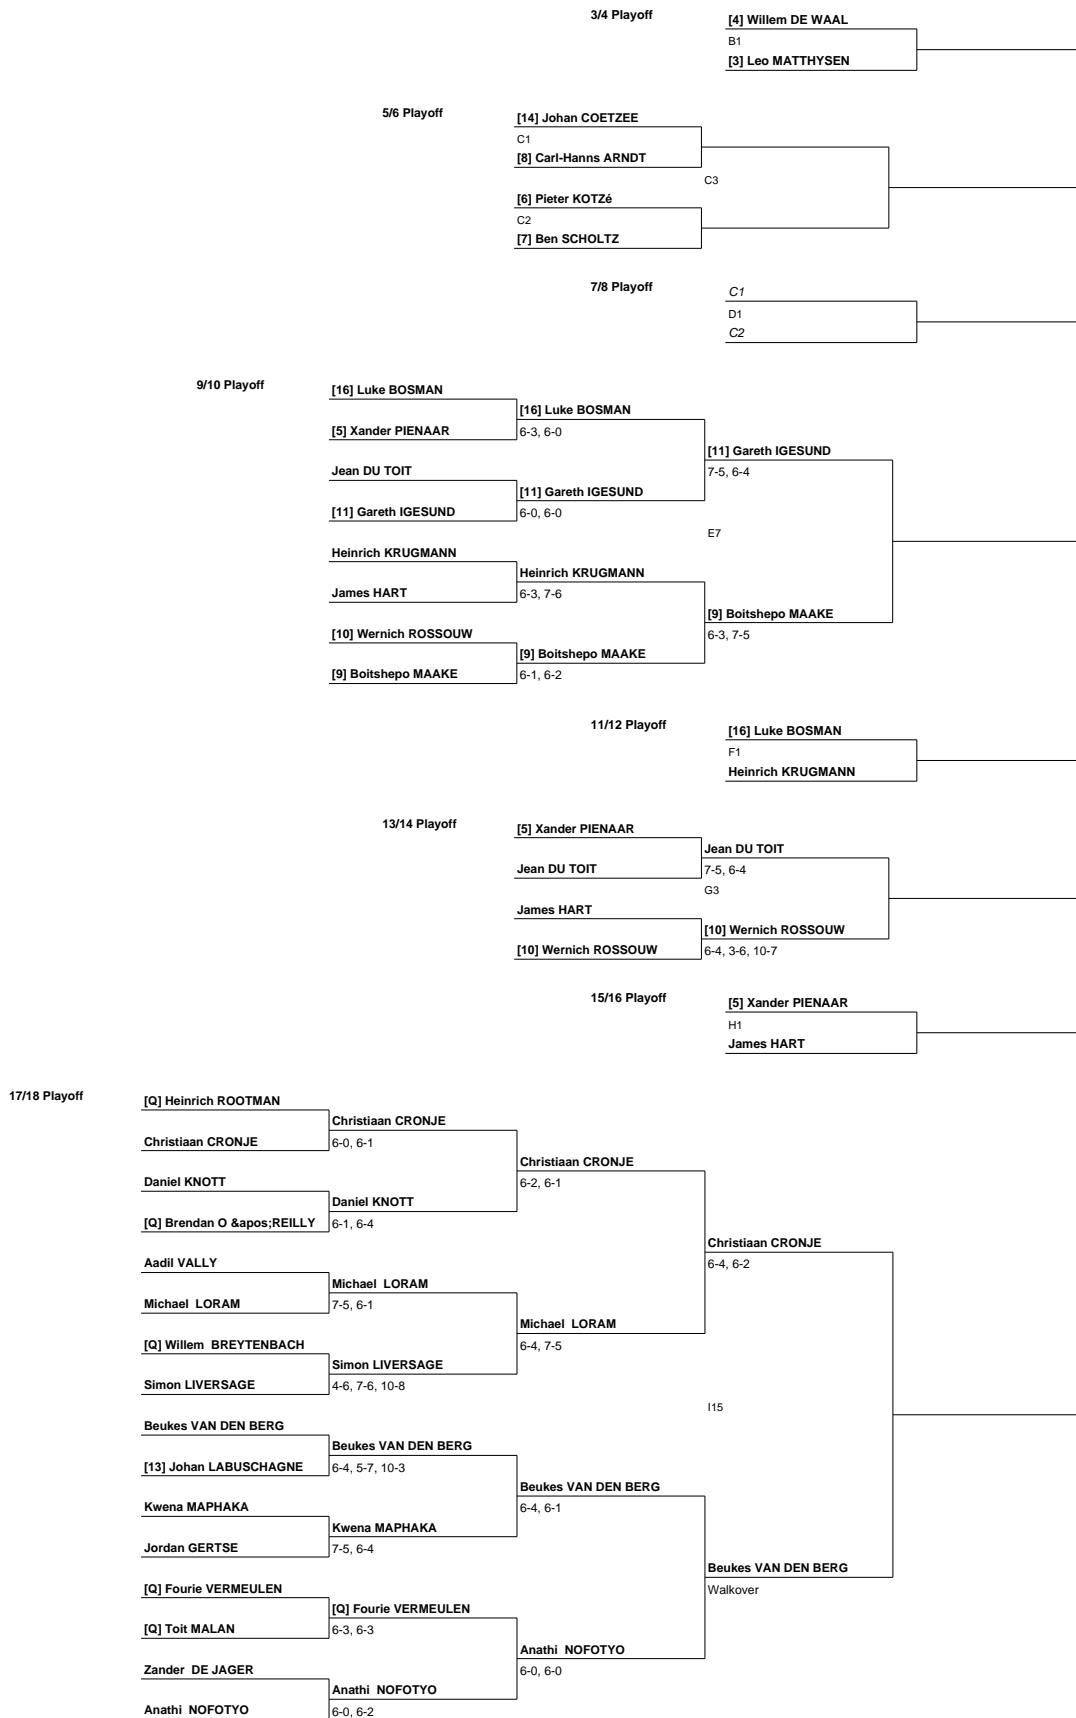 3/4 Playoff
[4] Willem DE WAAL
B1
[3] Leo MATTHYSEN
5/6 Playoff
[14] Johan COETZEE
C1
[8] Carl-Hanns ARNDT
C3
[6] Pieter KOTZé
C2
[7] Ben SCHOLTZ
7/8 Playoff
C1
D1
C2
9/10 Playoff
[16] Luke BOSMAN
[16] Luke BOSMAN
[5] Xander PIENAAR
6-3, 6-0
[11] Gareth IGESUND
Jean DU TOIT
7-5, 6-4
[11] Gareth IGESUND
[11] Gareth IGESUND
6-0, 6-0
E7
Heinrich KRUGMANN
Heinrich KRUGMANN
James HART
6-3, 7-6
[9] Boitshepo MAAKE
[10] Wernich ROSSOUW
6-3, 7-5
[9] Boitshepo MAAKE
[9] Boitshepo MAAKE
6-1, 6-2
11/12 Playoff
[16] Luke BOSMAN
F1
Heinrich KRUGMANN
13/14 Playoff
[5] Xander PIENAAR
Jean DU TOIT
Jean DU TOIT
7-5, 6-4
G3
James HART
[10] Wernich ROSSOUW
[10] Wernich ROSSOUW
6-4, 3-6, 10-7
15/16 Playoff
[5] Xander PIENAAR
H1
James HART
17/18 Playoff
[Q] Heinrich ROOTMAN
Christiaan CRONJE
Christiaan CRONJE
6-0, 6-1
Christiaan CRONJE
Daniel KNOTT
6-2, 6-1
Daniel KNOTT
[Q] Brendan O &apos;REILLY
6-1, 6-4
Christiaan CRONJE
Aadil VALLY
6-4, 6-2
Michael LORAM
Michael LORAM
7-5, 6-1
Michael LORAM
[Q] Willem BREYTENBACH
6-4, 7-5
Simon LIVERSAGE
Simon LIVERSAGE
4-6, 7-6, 10-8
I15
Beukes VAN DEN BERG
Beukes VAN DEN BERG
[13] Johan LABUSCHAGNE
6-4, 5-7, 10-3
Beukes VAN DEN BERG
Kwena MAPHAKA
6-4, 6-1
Kwena MAPHAKA
Jordan GERTSE
7-5, 6-4
Beukes VAN DEN BERG
[Q] Fourie VERMEULEN
Walkover
[Q] Fourie VERMEULEN
[Q] Toit MALAN
6-3, 6-3
Anathi NOFOTYO
Zander DE JAGER
6-0, 6-0
Anathi NOFOTYO
Anathi NOFOTYO
6-0, 6-2